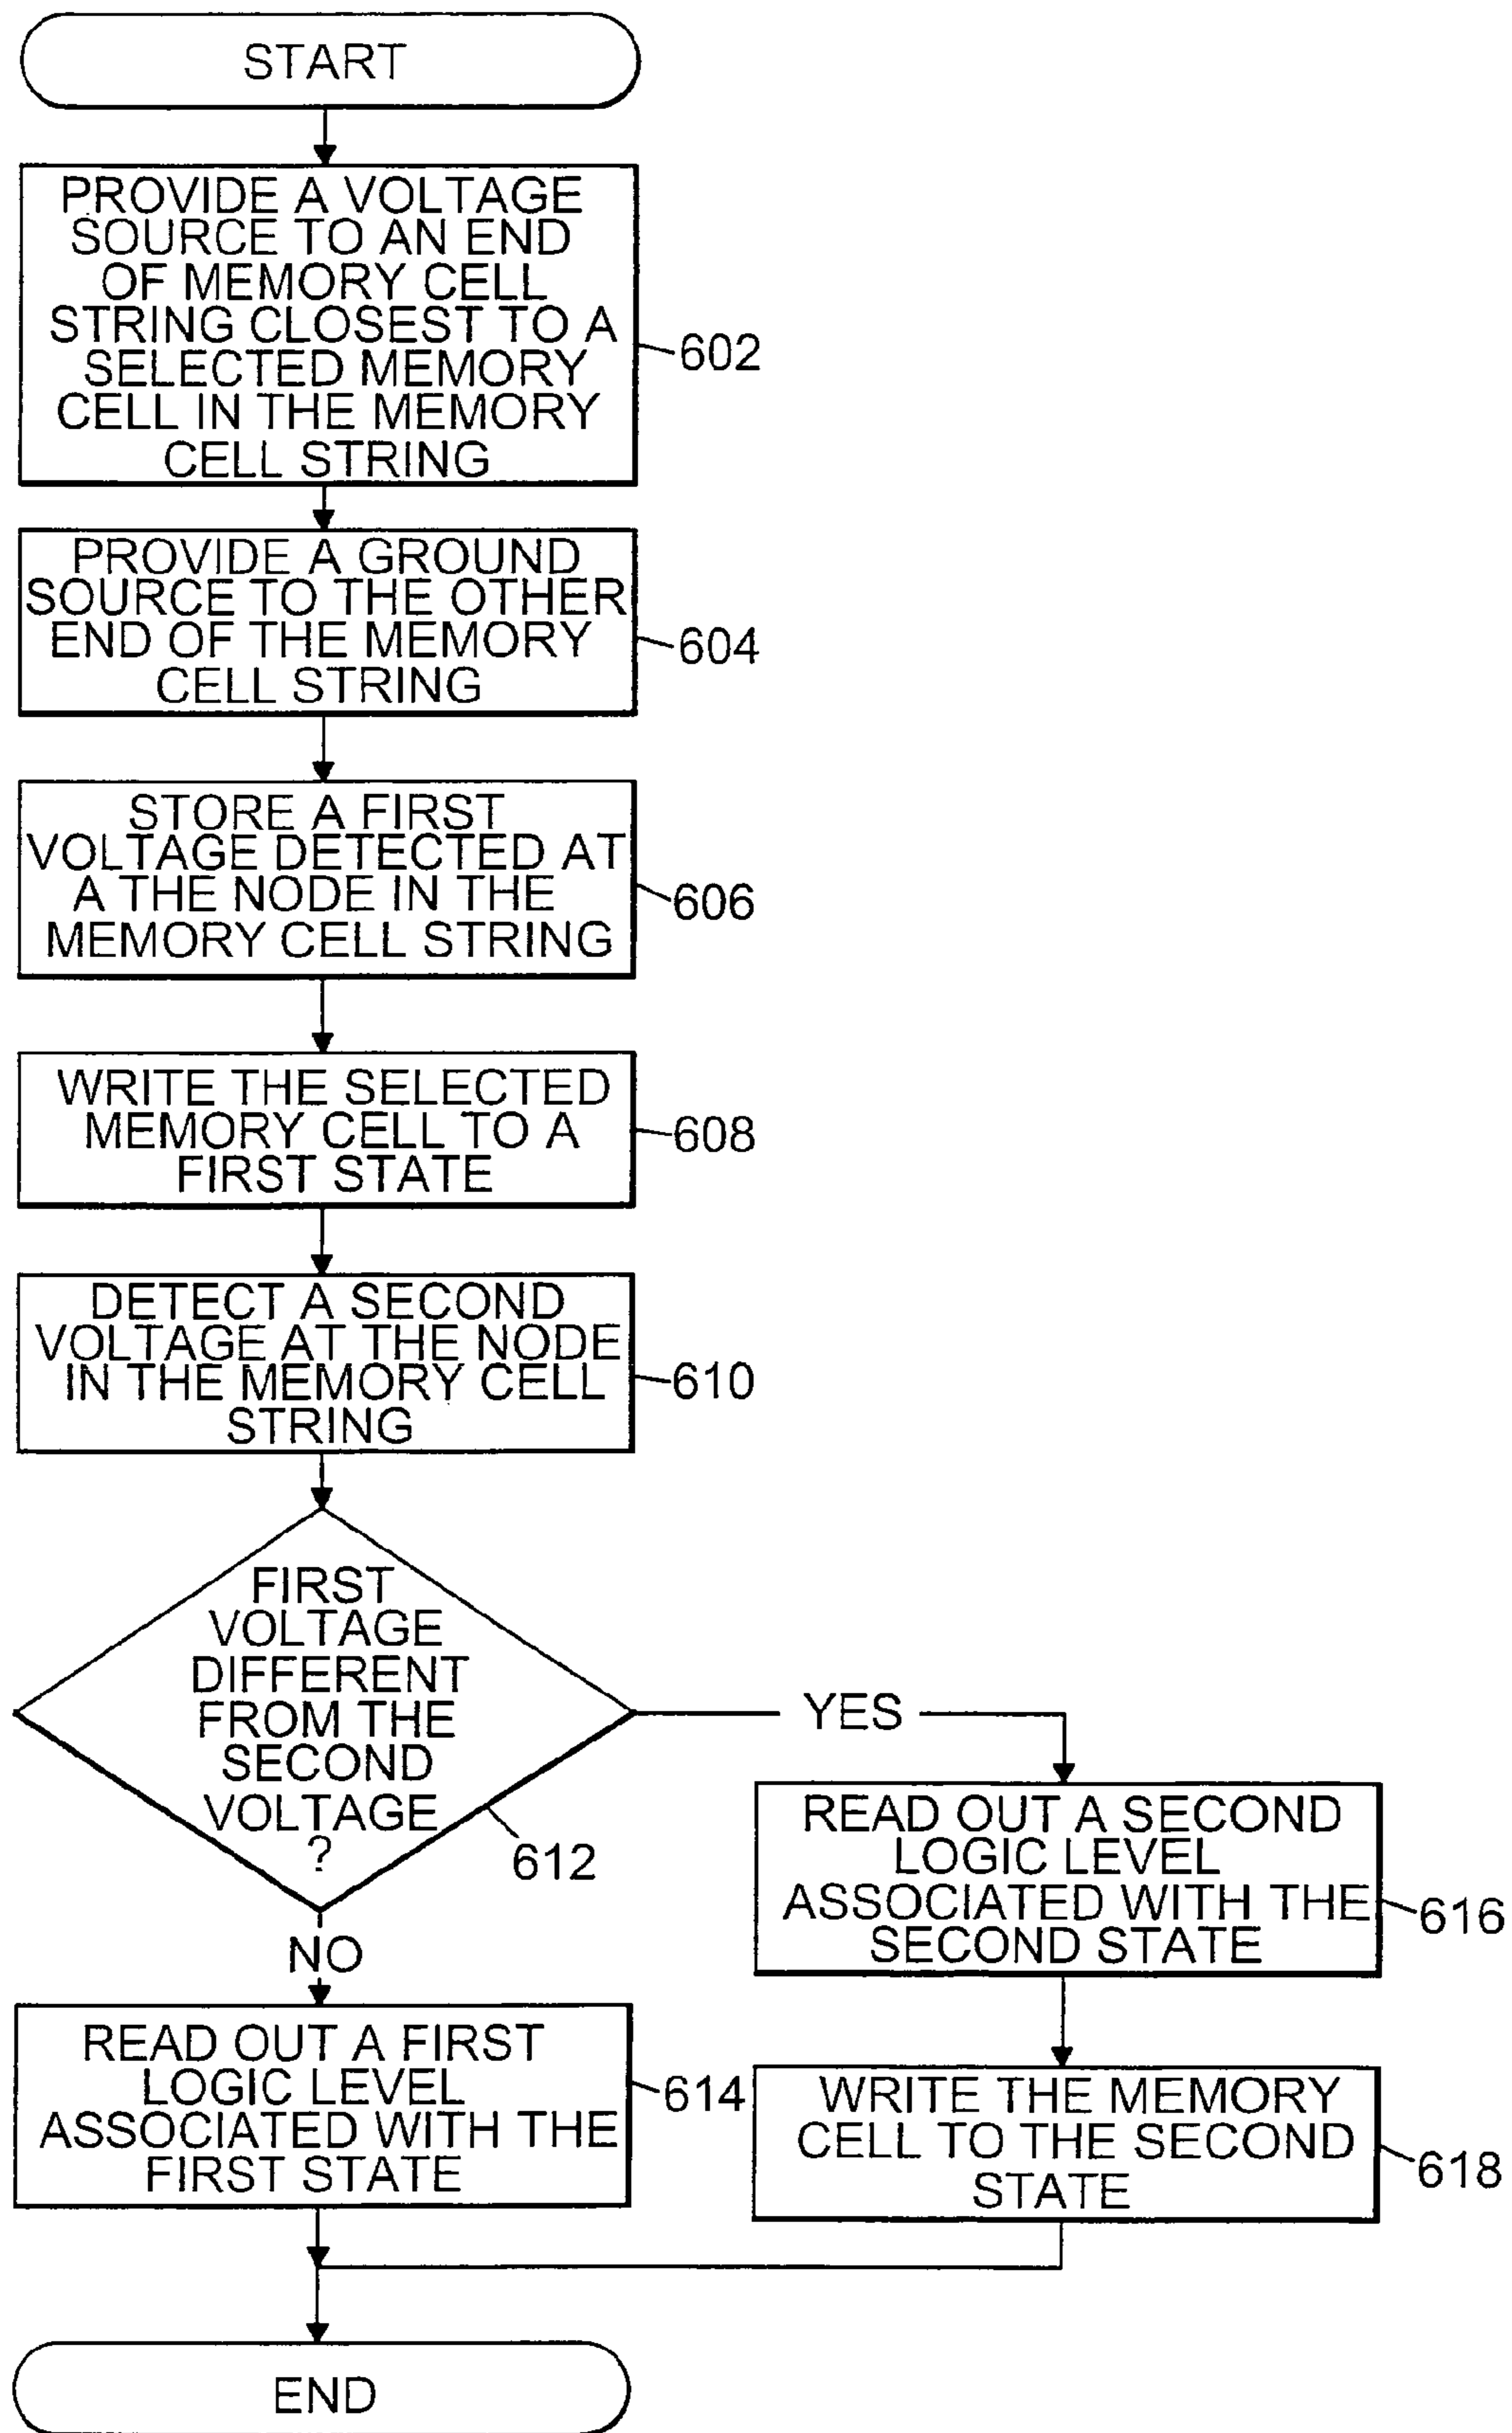 START
PROVIDE A VOLTAGE
SOURCE TO AN END
OF MEMORY CELL
STRING CLOSEST TO A
SELECTED MEMORY
CELL IN THE MEMORY
CELL STRING
602
PROVIDE A GROUND
SOURCE TO THE OTHER
END OF THE MEMORY
CELL STRING
604
STORE A FIRST
VOLTAGE DETECTED AT
A THE NODE IN THE
MEMORY CELL STRING
606
WRITE THE SELECTED
MEMORY CELL TO A
FIRST STATE
608
DETECT A SECOND
VOLTAGE AT THE NODE
IN THE MEMORY CELL
STRING
610
FIRST
VOLTAGE
DIFFERENT
FROM THE
SECOND
VOLTAGE
?
612
YES
READ OUT A SECOND
LOGIC LEVEL
ASSOCIATED WITH THE
SECOND STATE
616
NO
READ OUT A FIRST
LOGIC LEVEL
ASSOCIATED WITH THE
FIRST STATE
614
WRITE THE MEMORY
CELL TO THE SECOND
STATE
618
END